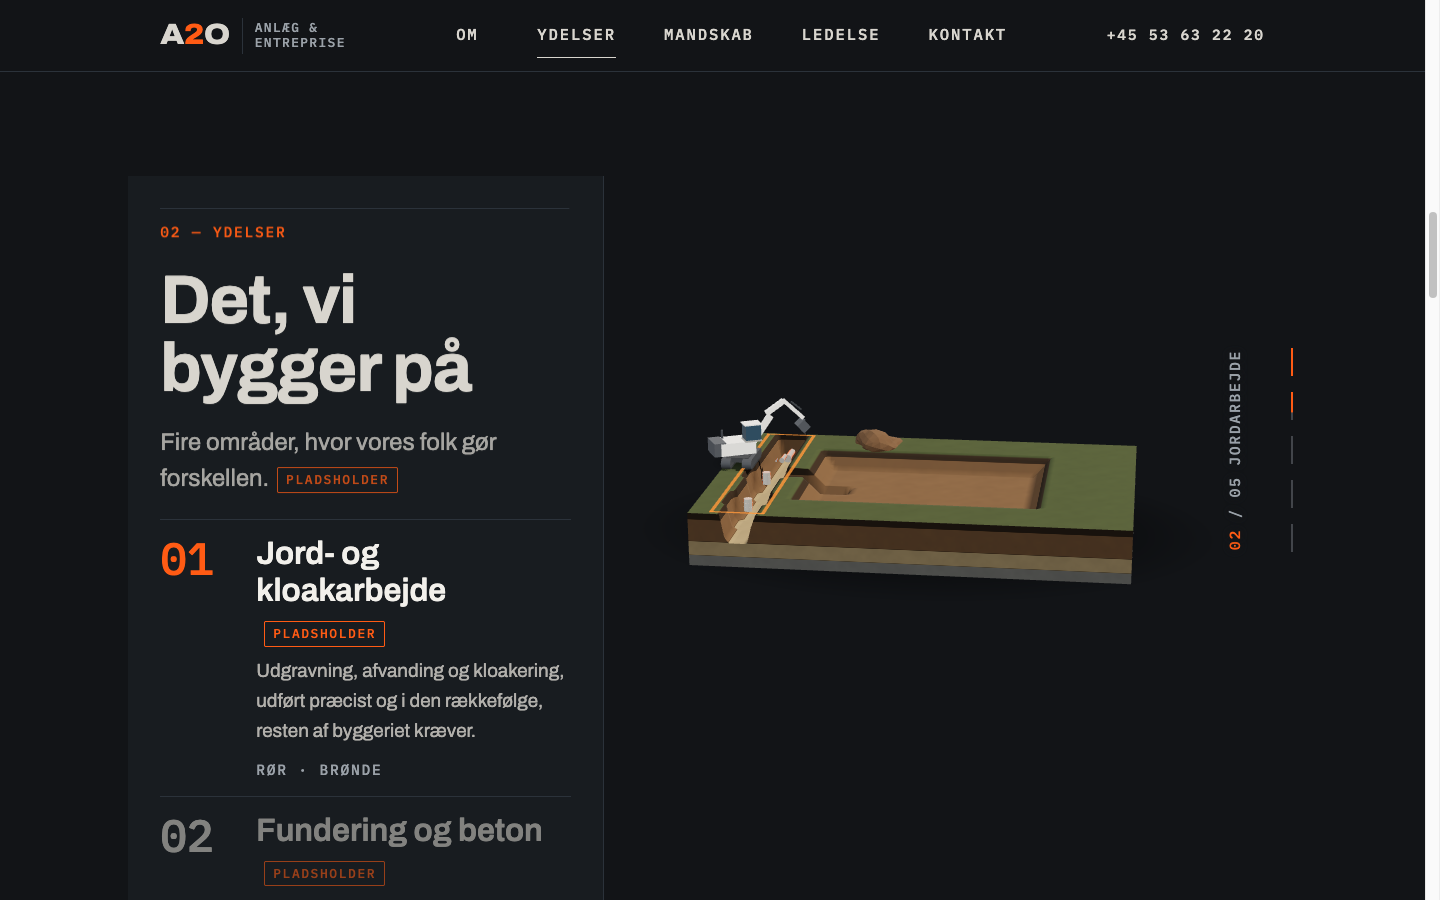 A2O
ANLÆG &
ENTREPRISE
OM
YDELSER
MANDSKAB
LEDELSE
KONTAKT
+45 53 63 22 20
02 — YDELSER
Det, vi
bygger på
Fire områder, hvor vores folk gør
forskellen. PLADSHOLDER
01
Jord- og
kloakarbejde
PLADSHOLDER
Udgravning, afvanding og kloakering,
udført præcist og i den rækkefølge,
resten af byggeriet kræver.
RØR · BRØNDE
02
Fundering og beton
PLADSHOLDER
02 / 05 JORDARBEJDE